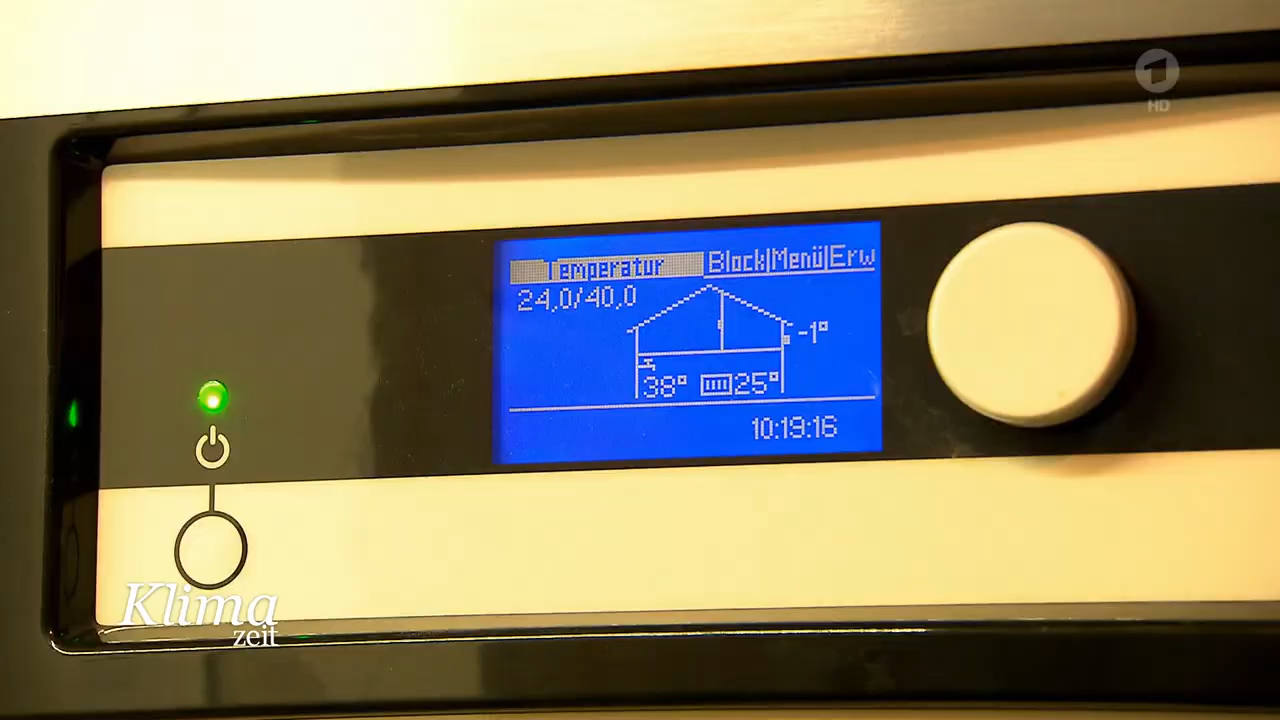 1
HD
Temperatur Block|Menü|Erw
24,0/40,0
-1°
38° 25°
10:19:16
Klima
zeit